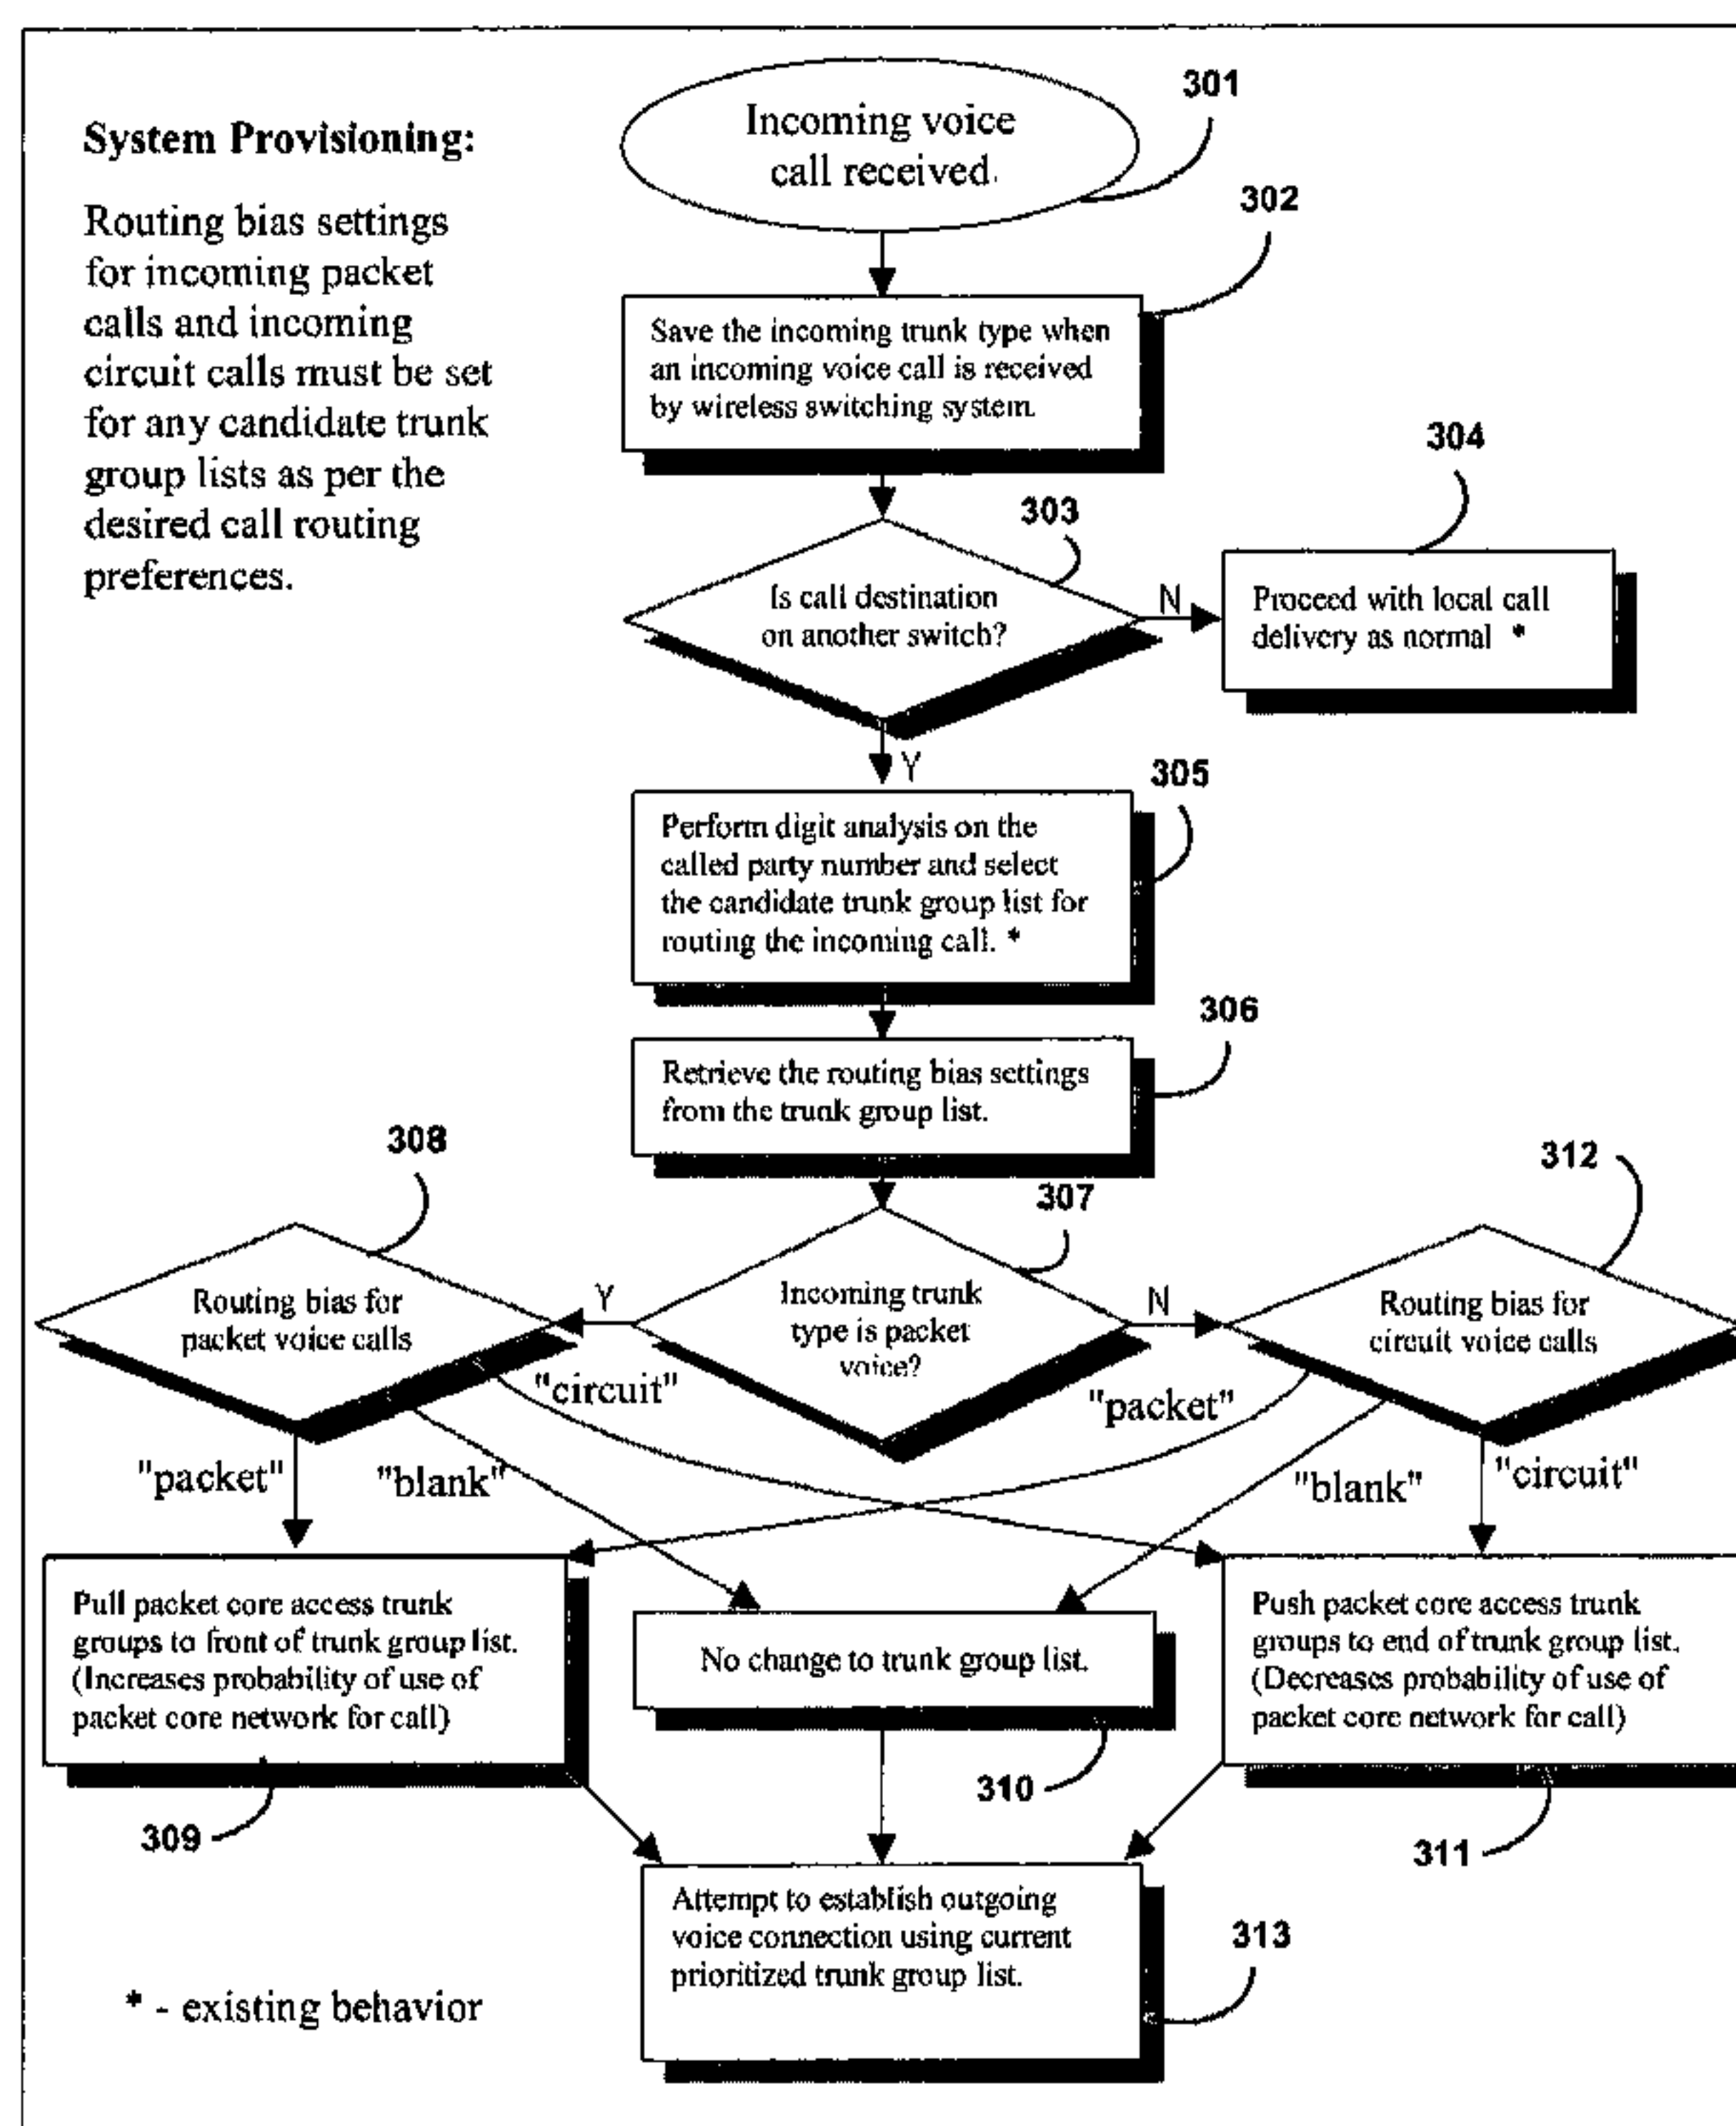 System Provisioning:
Routing bias settings
for incoming packet
calls and incoming
circuit calls must be set
for any candidate trunk
group lists as per the
desired call routing
preferences.
301
Incoming voice
call received.
302
Save the incoming trunk type when
an incoming voice call is received
by wireless switching system.
303
Is call destination
on another switch?
N
304
Proceed with local call
delivery as normal *
Y
305
Perform digit analysis on the
called party number and select
the candidate trunk group list for
routing the incoming call. *
306
Retrieve the routing bias settings
from the trunk group list.
308
Routing bias for
packet voice calls
Y
307
Incoming trunk
type is packet
voice?
N
312
Routing bias for
circuit voice calls
"circuit"
"packet"
"packet"
"blank"
"blank"
"circuit"
Pull packet core access trunk
groups to front of trunk group list.
(Increases probability of use of
packet core network for call)
309
No change to trunk group list.
310
Push packet core access trunk
groups to end of trunk group list.
(Decreases probability of use of
packet core network for call)
311
Attempt to establish outgoing
voice connection using current
prioritized trunk group list.
313
* - existing behavior